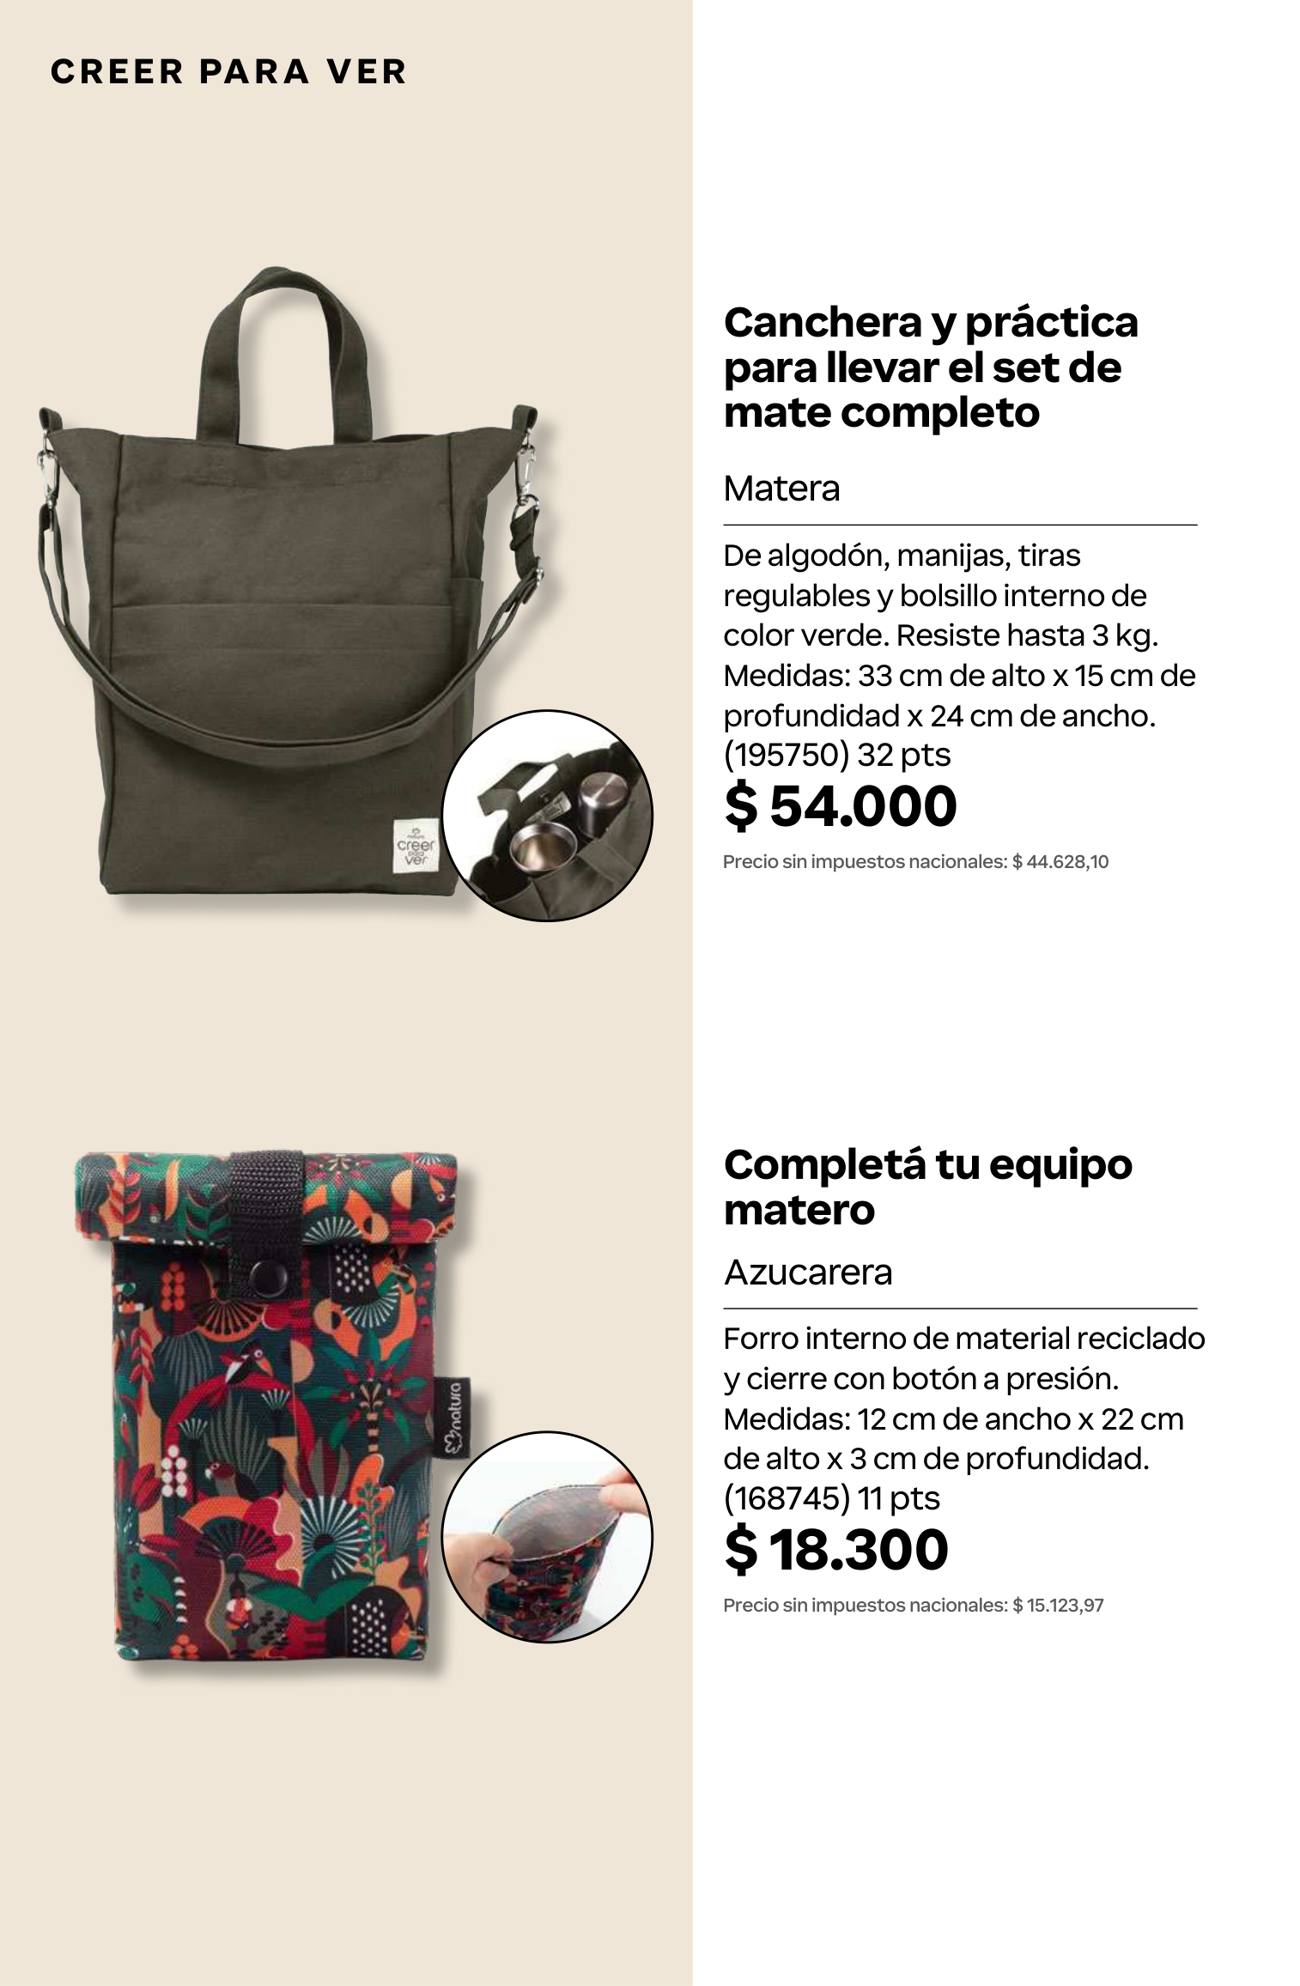 CREER PARA VER
Canchera y práctica
para llevar el set de
mate completo
Matera
De algodón, manijas, tiras
regulables y bolsillo interno de
color verde. Resiste hasta 3 kg.
Medidas: 33 cm de alto x 15 cm de
profundidad x 24 cm de ancho.
(195750) 32 pts
$ 54.000
Precio sin impuestos nacionales: $ 44.628,10
natura
creer
para
ver
Completá tu equipo
matero
Azucarera
Forro interno de material reciclado
y cierre con botón a presión.
Medidas: 12 cm de ancho x 22 cm
de alto x 3 cm de profundidad.
(168745) 11 pts
$ 18.300
Precio sin impuestos nacionales: $ 15.123,97
natura